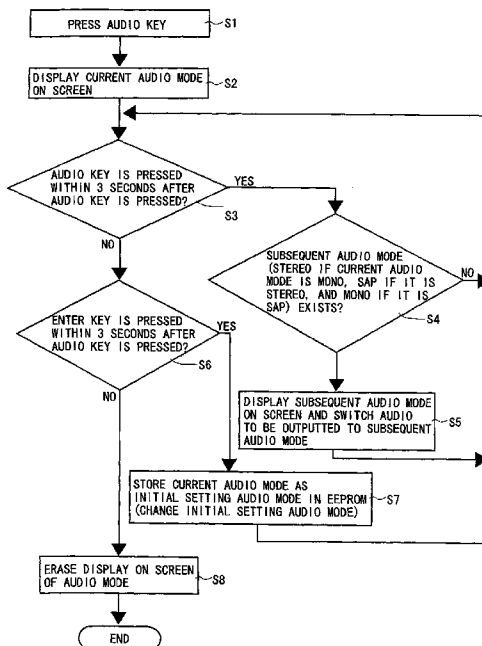 PRESS AUDIO KEY
S1
DISPLAY CURRENT AUDIO MODE
ON SCREEN
S2
AUDIO KEY IS PRESSED
WITHIN 3 SECONDS AFTER
AUDIO KEY IS PRESSED?
S3
YES
NO
SUBSEQUENT AUDIO MODE
(STEREO IF CURRENT AUDIO
MODE IS MONO, SAP IF IT IS
STEREO, AND MONO IF IT IS
SAP) EXISTS?
S4
NO
ENTER KEY IS PRESSED
WITHIN 3 SECONDS AFTER
AUDIO KEY IS PRESSED?
S6
YES
NO
DISPLAY SUBSEQUENT AUDIO MODE
ON SCREEN AND SWITCH AUDIO
TO BE OUTPUTTED TO SUBSEQUENT
AUDIO MODE
S5
STORE CURRENT AUDIO MODE AS
INITIAL SETTING AUDIO MODE IN EEPROM
(CHANGE INITIAL SETTING AUDIO MODE)
S7
ERASE DISPLAY ON SCREEN
OF AUDIO MODE
S8
END